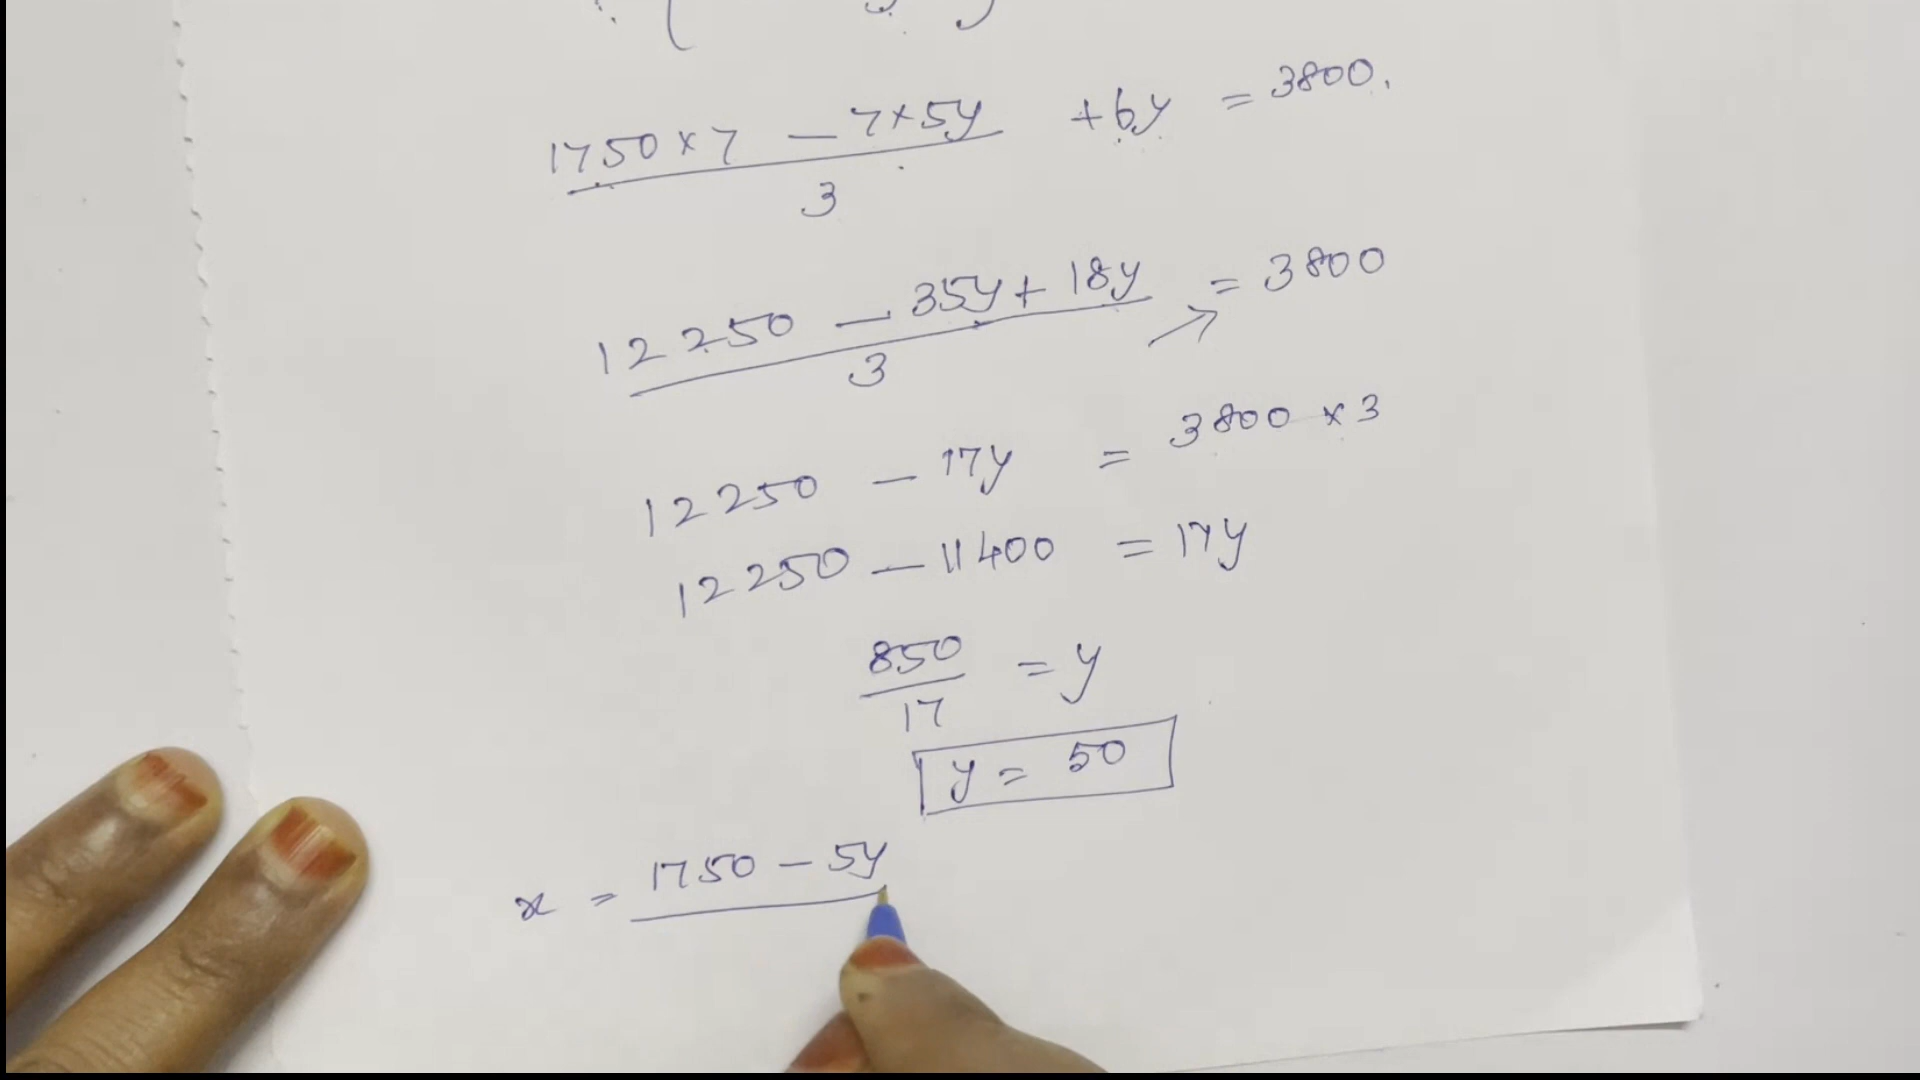 1750 × 7 - 7 × 5y + 6y = 3800.
3
12250 - 35y + 18y = 3800
3
12250 - 17y = 3800 × 3
12250 - 11400 = 17y
850 = y
17
y = 50
x = 1750 - 5y